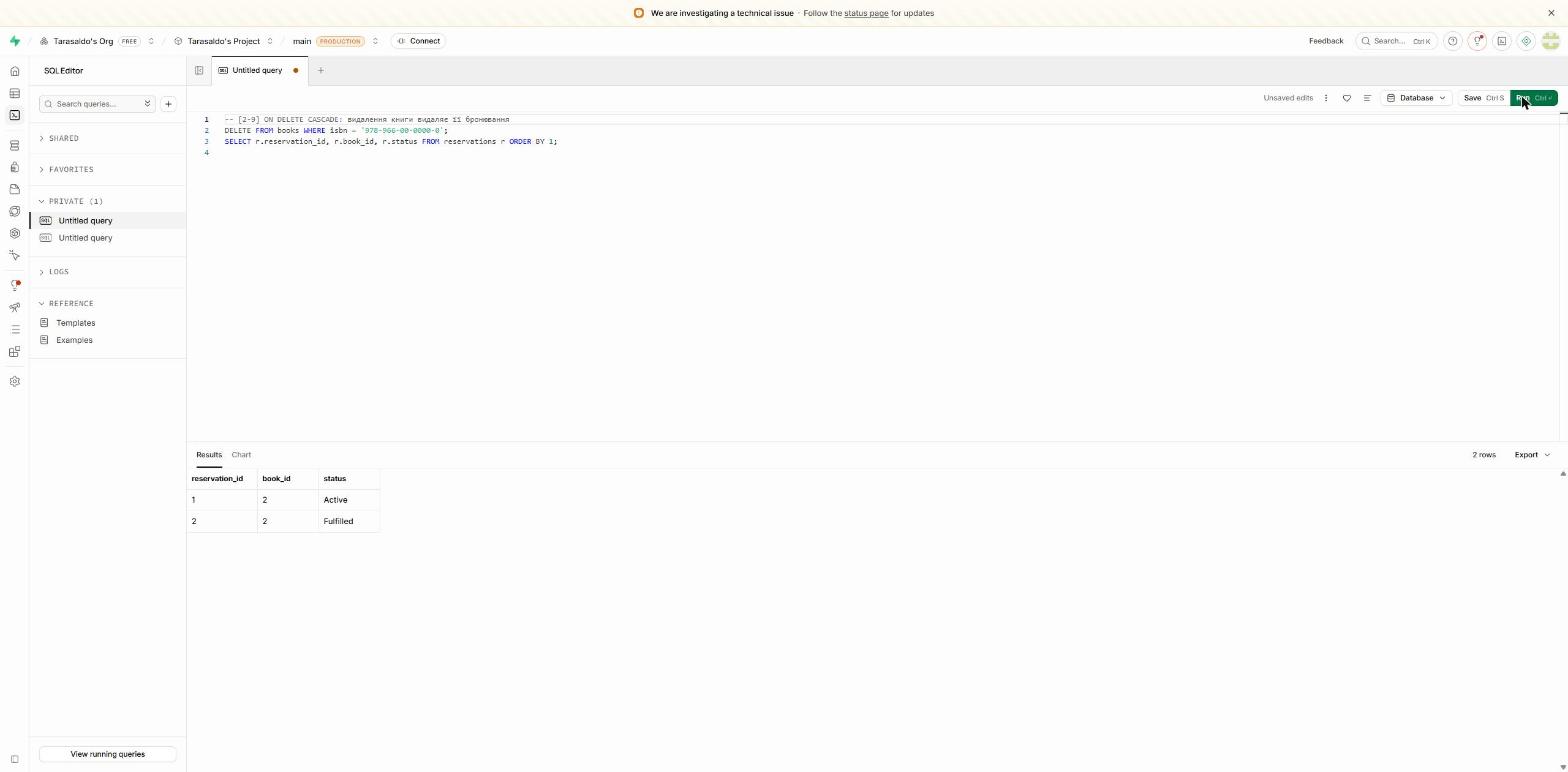 We are investigating a technical issue · Follow the status page for updates
Tarasaldo's Org FREE / Tarasaldo's Project / main PRODUCTION Connect
Feedback Search... Ctrl K
SQL Editor
Untitled query
Search queries...
Unsaved edits Database Save Ctrl S Run Ctrl ↵
SHARED
FAVORITES
PRIVATE (1)
Untitled query
Untitled query
LOGS
REFERENCE
Templates
Examples
View running queries
1 -- [2-9] ON DELETE CASCADE: видалення книги видаляє її бронювання
2 DELETE FROM books WHERE isbn = '978-966-00-0000-0';
3 SELECT r.reservation_id, r.book_id, r.status FROM reservations r ORDER BY 1;
4
Results Chart 2 rows Export
reservation_id book_id status
1 2 Active
2 2 Fulfilled